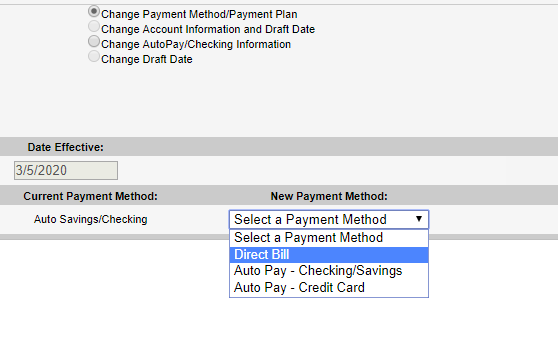 Change Payment Method/Payment Plan
Change Account Information and Draft Date
Change AutoPay/Checking Information
Change Draft Date
Date Effective:
3/5/2020
Current Payment Method: New Payment Method:
Auto Savings/Checking Select a Payment Method
Select a Payment Method
Direct Bill
Auto Pay - Checking/Savings
Auto Pay - Credit Card